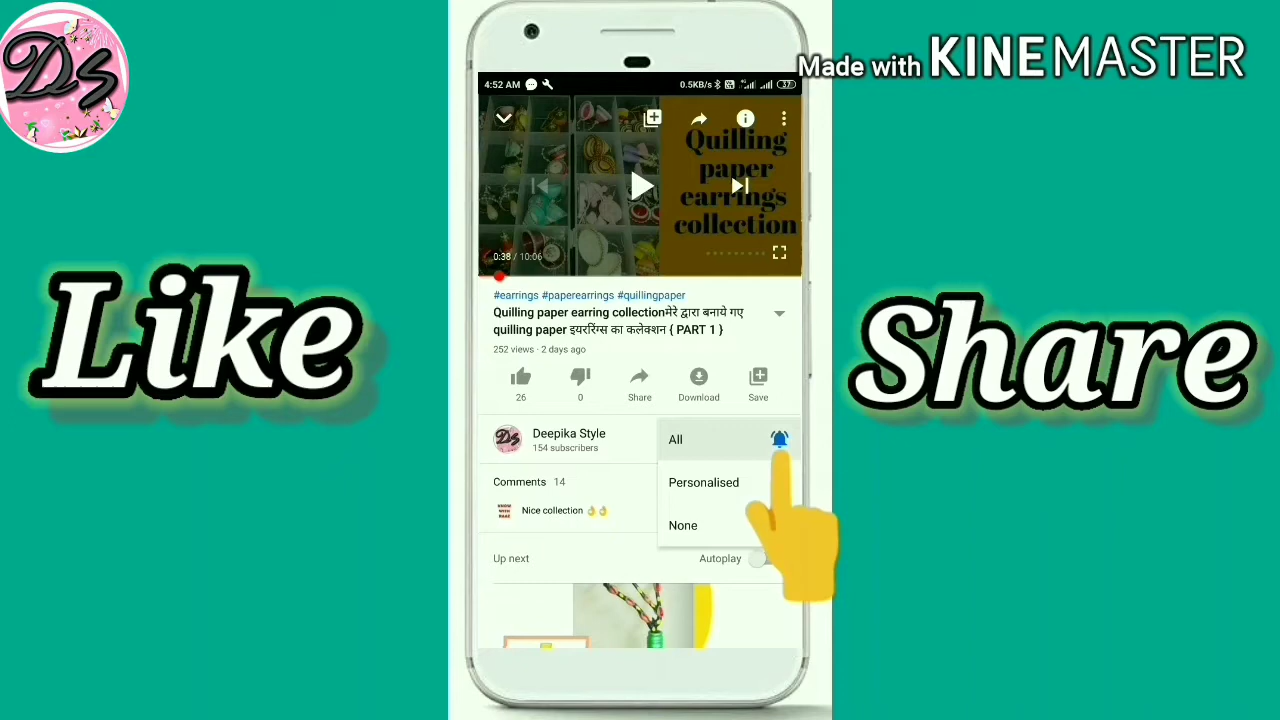 Ds
Made with KINEMASTER
4:52 AM
0.5KB/s
37
Quilling
paper
earrings
collection
0:38 / 10:06
#earrings #paperearrings #quillingpaper
Quilling paper earring collectionमेरे द्वारा बनाये गए
quilling paper इयररिंग्स का कलेक्शन { PART 1 }
252 views · 2 days ago
26
0
Share
Download
Save
Like
Share
Ds
Deepika Style
154 subscribers
All
Personalised
None
Comments 14
Nice collection 👌👌
Up next
Autoplay